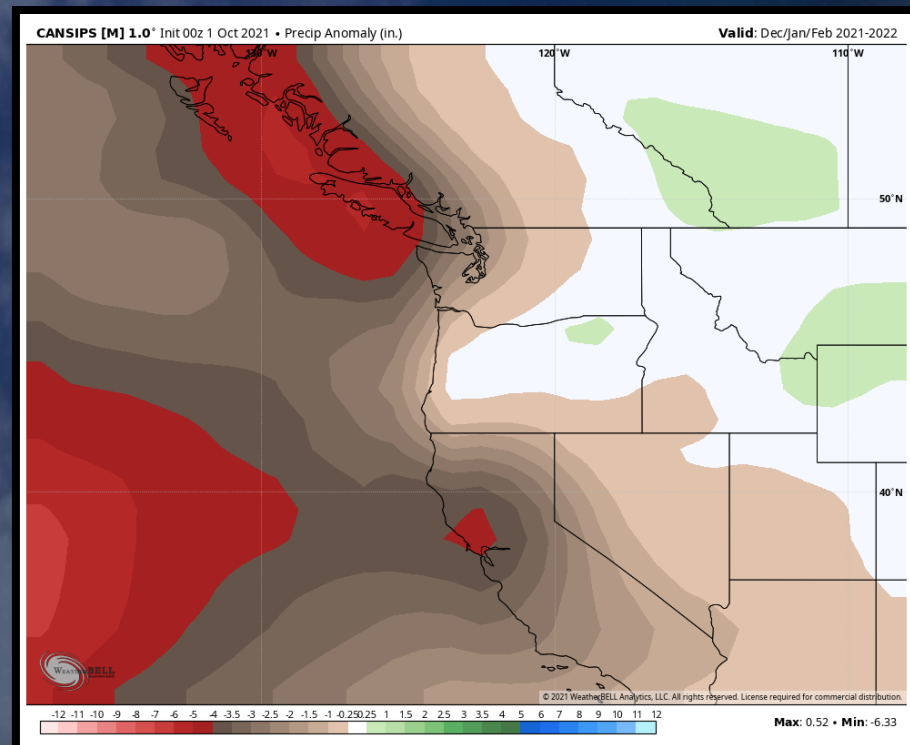 CANSIPS [M] 1.0° Init 00z 1 Oct 2021 • Precip Anomaly (in.)
Valid: Dec/Jan/Feb 2021-2022
130°W
120°W
110°W
50°N
40°N
WeatherBELL
© 2021 WeatherBELL Analytics, LLC. All rights reserved. License required for commercial distribution.
-12 -11 -10 -9 -8 -7 -6 -5 -4 -3.5 -3 -2.5 -2 -1.5 -1 -0.25 0.25 1 1.5 2 2.5 3 3.5 4 5 6 7 8 9 10 11 12
Max: 0.52 • Min: -6.33